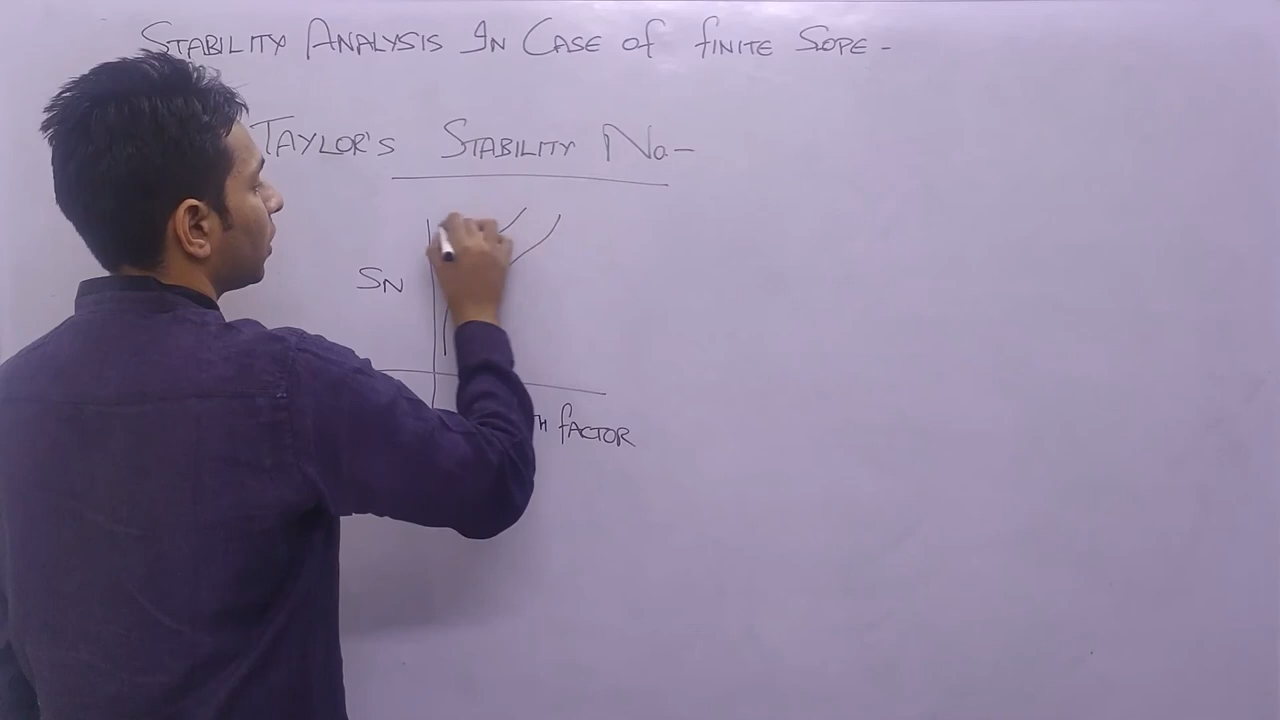 STABILITY ANALYSIS IN CASE OF FINITE SOPE -
TAYLOR'S STABILITY No-
SN
FACTOR